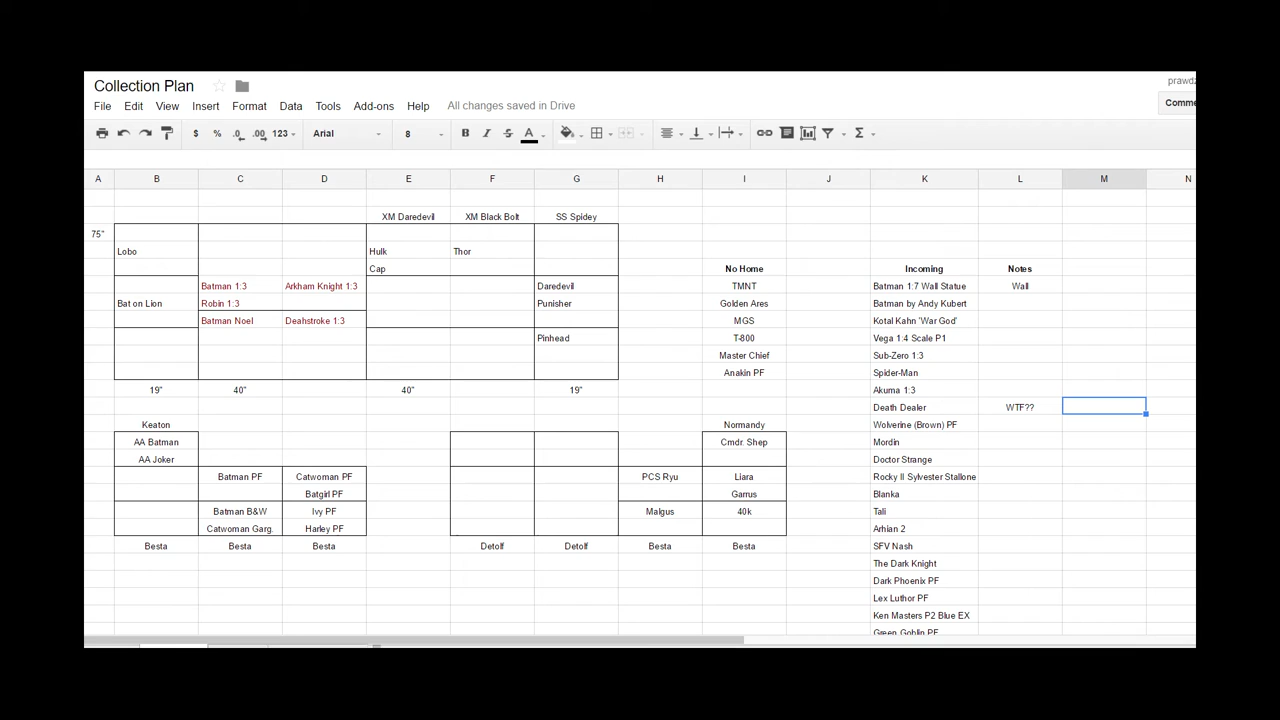 Collection Plan
prawdz
File Edit View Insert Format Data Tools Add-ons Help All changes saved in Drive
Comme
$ % .0 .00 123 Arial 8 B I S A Σ
A B C D E F G H I J K L M N
XM Daredevil XM Black Bolt SS Spidey
75"
Lobo Hulk Thor
Cap No Home Incoming Notes
Batman 1:3 Arkham Knight 1:3 Daredevil TMNT Batman 1:7 Wall Statue Wall
Bat on Lion Robin 1:3 Punisher Golden Ares Batman by Andy Kubert
Batman Noel Deahstroke 1:3 MGS Kotal Kahn 'War God'
Pinhead T-800 Vega 1:4 Scale P1
Master Chief Sub-Zero 1:3
Anakin PF Spider-Man
19" 40" 40" 19" Akuma 1:3
Death Dealer WTF??
Keaton Normandy Wolverine (Brown) PF
AA Batman Cmdr. Shep Mordin
AA Joker Doctor Strange
Batman PF Catwoman PF PCS Ryu Liara Rocky II Sylvester Stallone
Batgirl PF Garrus Blanka
Batman B&W Ivy PF Malgus 40k Tali
Catwoman Garg. Harley PF Arhian 2
Besta Besta Besta Detolf Detolf Besta Besta SFV Nash
The Dark Knight
Dark Phoenix PF
Lex Luthor PF
Ken Masters P2 Blue EX
Green Goblin PF